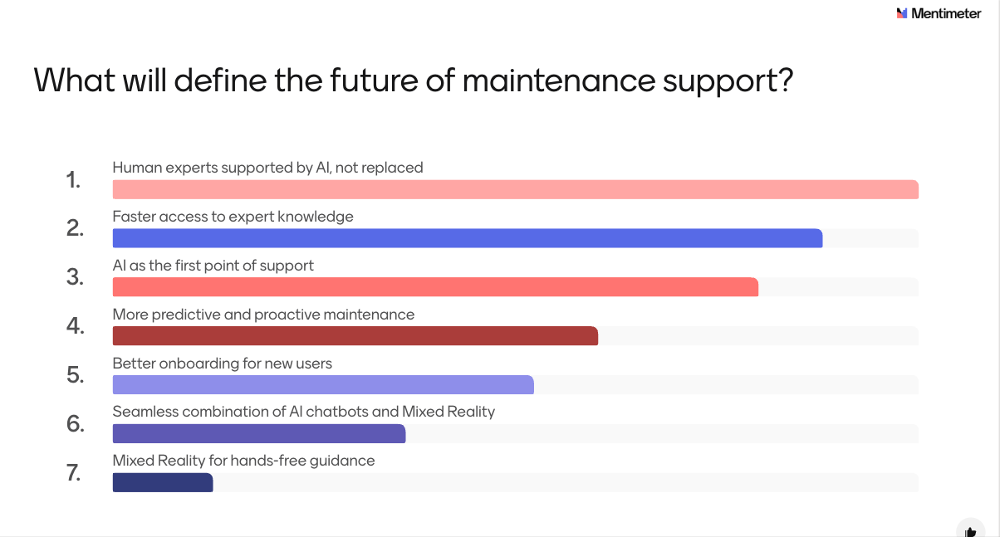 Mentimeter
What will define the future of maintenance support?
1.
Human experts supported by AI, not replaced
2.
Faster access to expert knowledge
3.
AI as the first point of support
4.
More predictive and proactive maintenance
5.
Better onboarding for new users
6.
Seamless combination of AI chatbots and Mixed Reality
7.
Mixed Reality for hands-free guidance